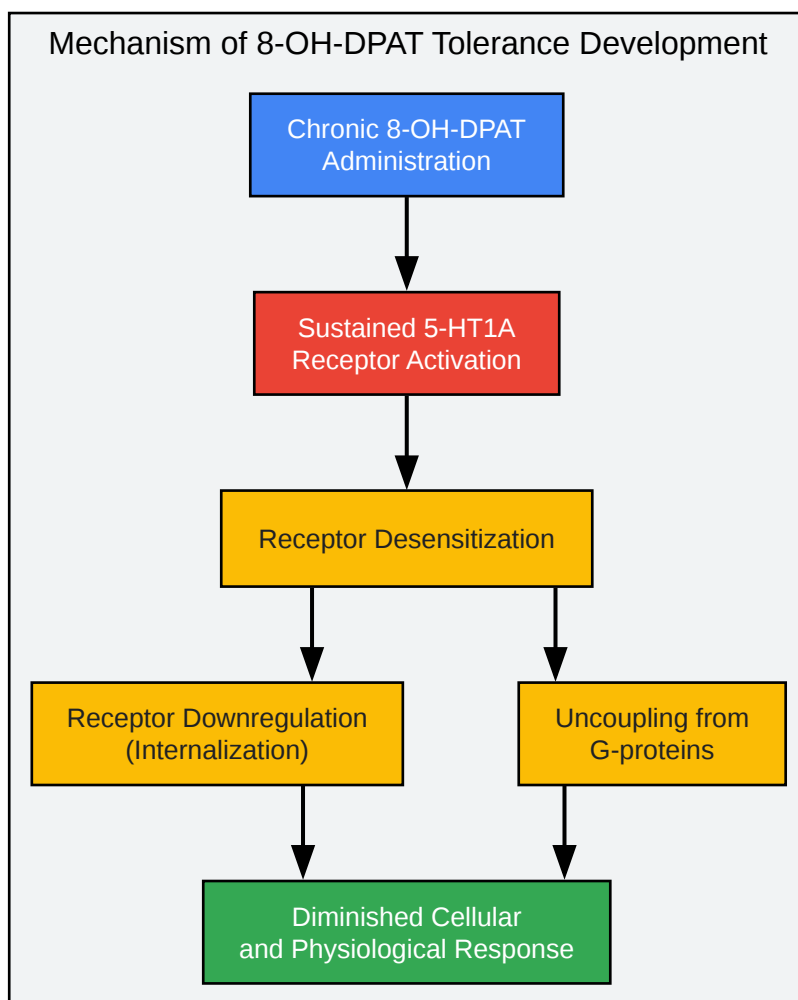 Mechanism of 8-OH-DPAT Tolerance Development
Chronic 8-OH-DPAT
Administration
Sustained 5-HT1A
Receptor Activation
Receptor Desensitization
Receptor Downregulation
(Internalization)
Uncoupling from
G-proteins
Diminished Cellular
and Physiological Response